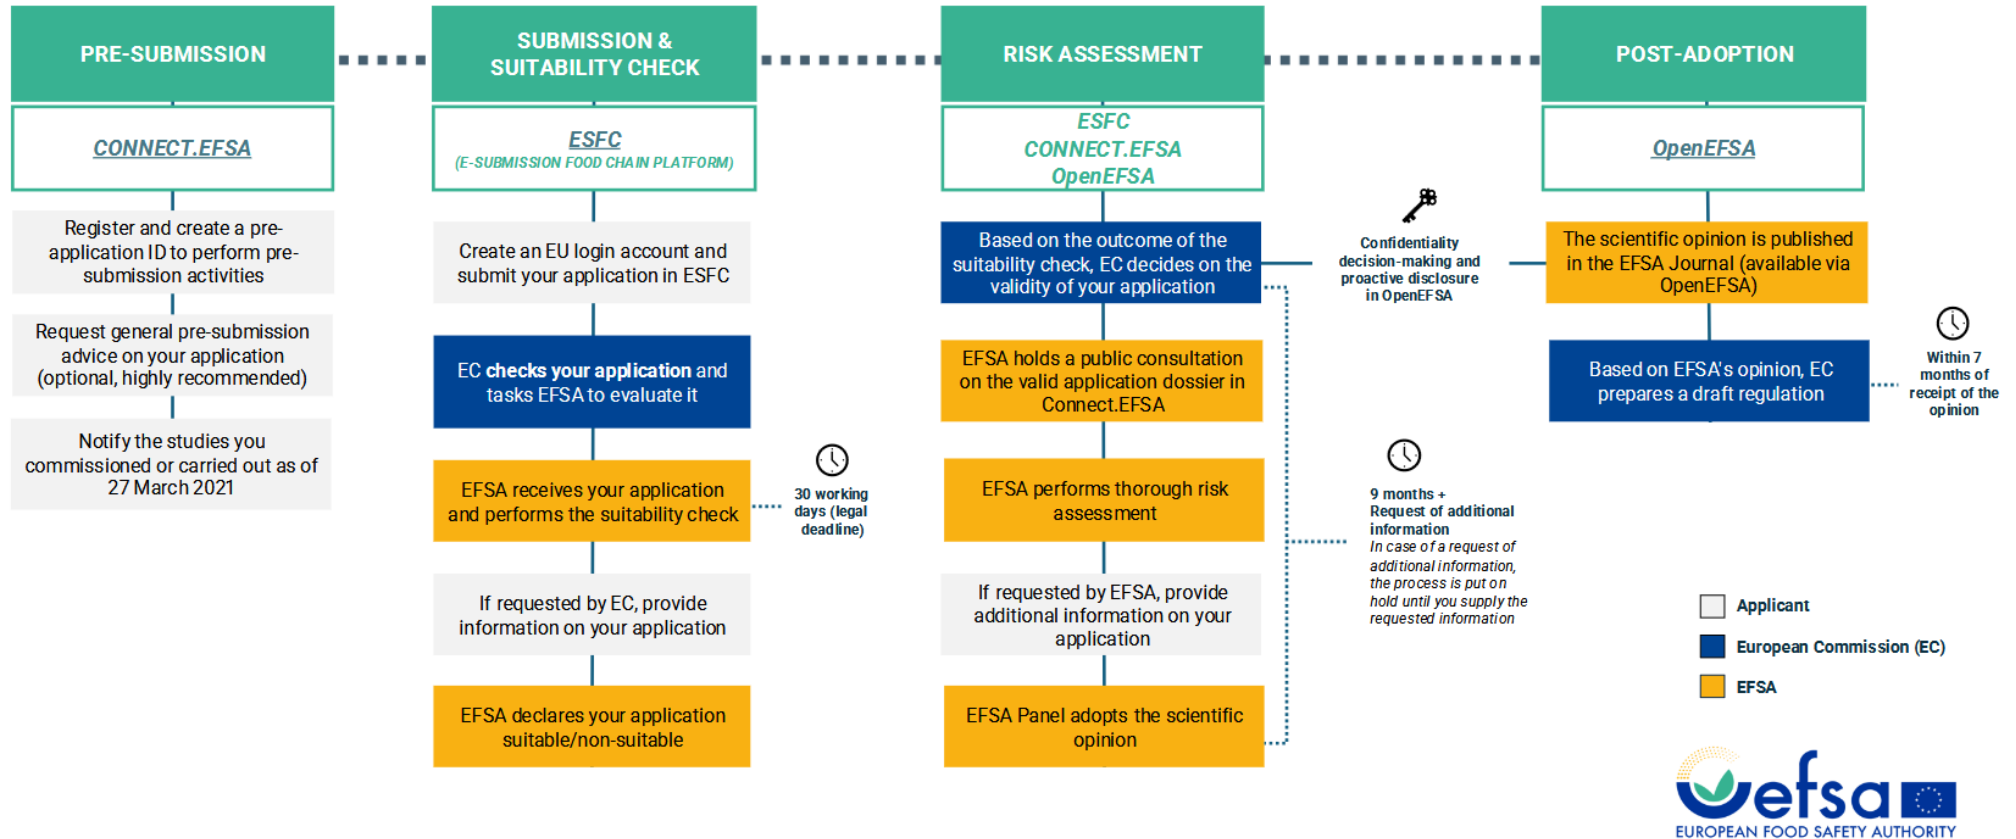 PRE-SUBMISSION
CONNECT.EFSA
Register and create a pre-
application ID to perform pre-
submission activities
Request general pre-submission
advice on your application
(optional, highly recommended)
Notify the studies you
commissioned or carried out as of
27 March 2021
SUBMISSION &
SUITABILITY CHECK
ESFC
(E-SUBMISSION FOOD CHAIN PLATFORM)
Create an EU login account and
submit your application in ESFC
EC checks your application and
tasks EFSA to evaluate it
EFSA receives your application
and performs the suitability check
30 working
days (legal
deadline)
If requested by EC, provide
information on your application
EFSA declares your application
suitable/non-suitable
RISK ASSESSMENT
ESFC
CONNECT.EFSA
OpenEFSA
Based on the outcome of the
suitability check, EC decides on the
validity of your application
Confidentiality
decision-making and
proactive disclosure
in OpenEFSA
EFSA holds a public consultation
on the valid application dossier in
Connect.EFSA
EFSA performs thorough risk
assessment
If requested by EFSA, provide
additional information on your
application
EFSA Panel adopts the scientific
opinion
9 months +
Request of additional
information
In case of a request of
additional information,
the process is put on
hold until you supply the
requested information
POST-ADOPTION
OpenEFSA
The scientific opinion is published
in the EFSA Journal (available via
OpenEFSA)
Based on EFSA's opinion, EC
prepares a draft regulation
Within 7
months of
receipt of the
opinion
Applicant
European Commission (EC)
EFSA
efsa
EUROPEAN FOOD SAFETY AUTHORITY